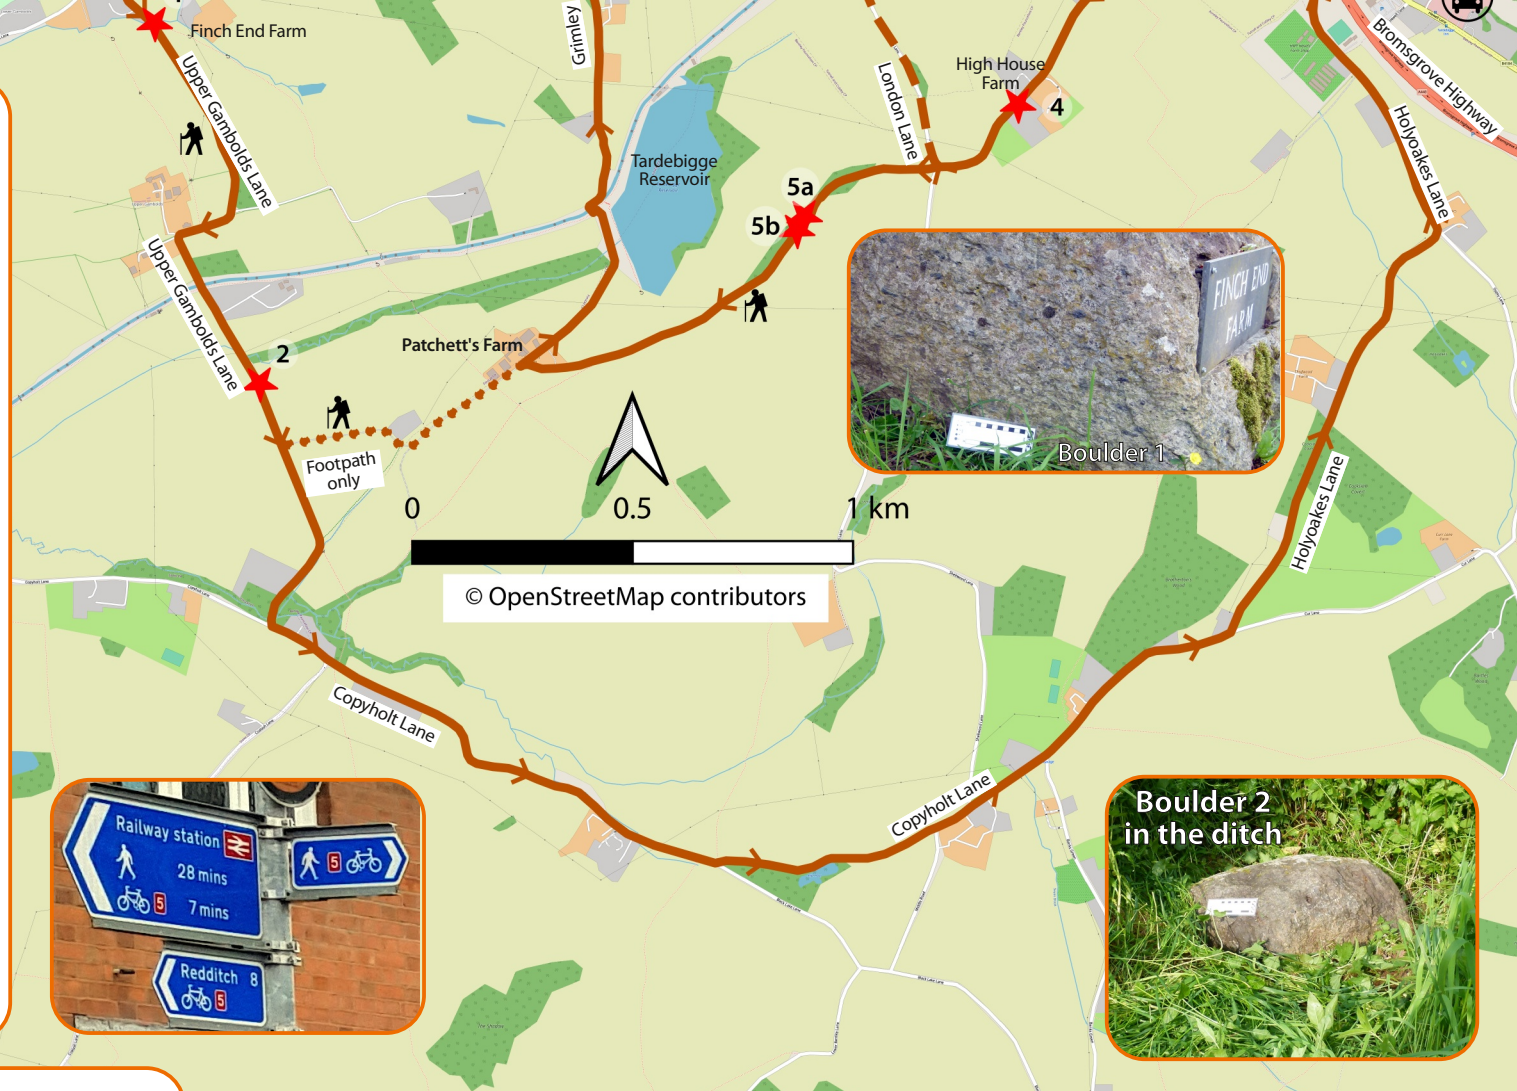 Finch End Farm
Upper Gambolds Lane
Grimley
Tardebigge
Reservoir
London Lane
High House
Farm
4
Bromsgrove Highway
Holyoakes Lane
5a
5b
Upper Gambolds Lane
2
Patchett's Farm
Footpath
only
FINCH END
FARM
Boulder 1
0 0.5 1 km
© OpenStreetMap contributors
Holyoakes Lane
Copyholt Lane
Copyholt Lane
Railway station
28 mins
5 7 mins
5
Redditch 8
5
Boulder 2
in the ditch